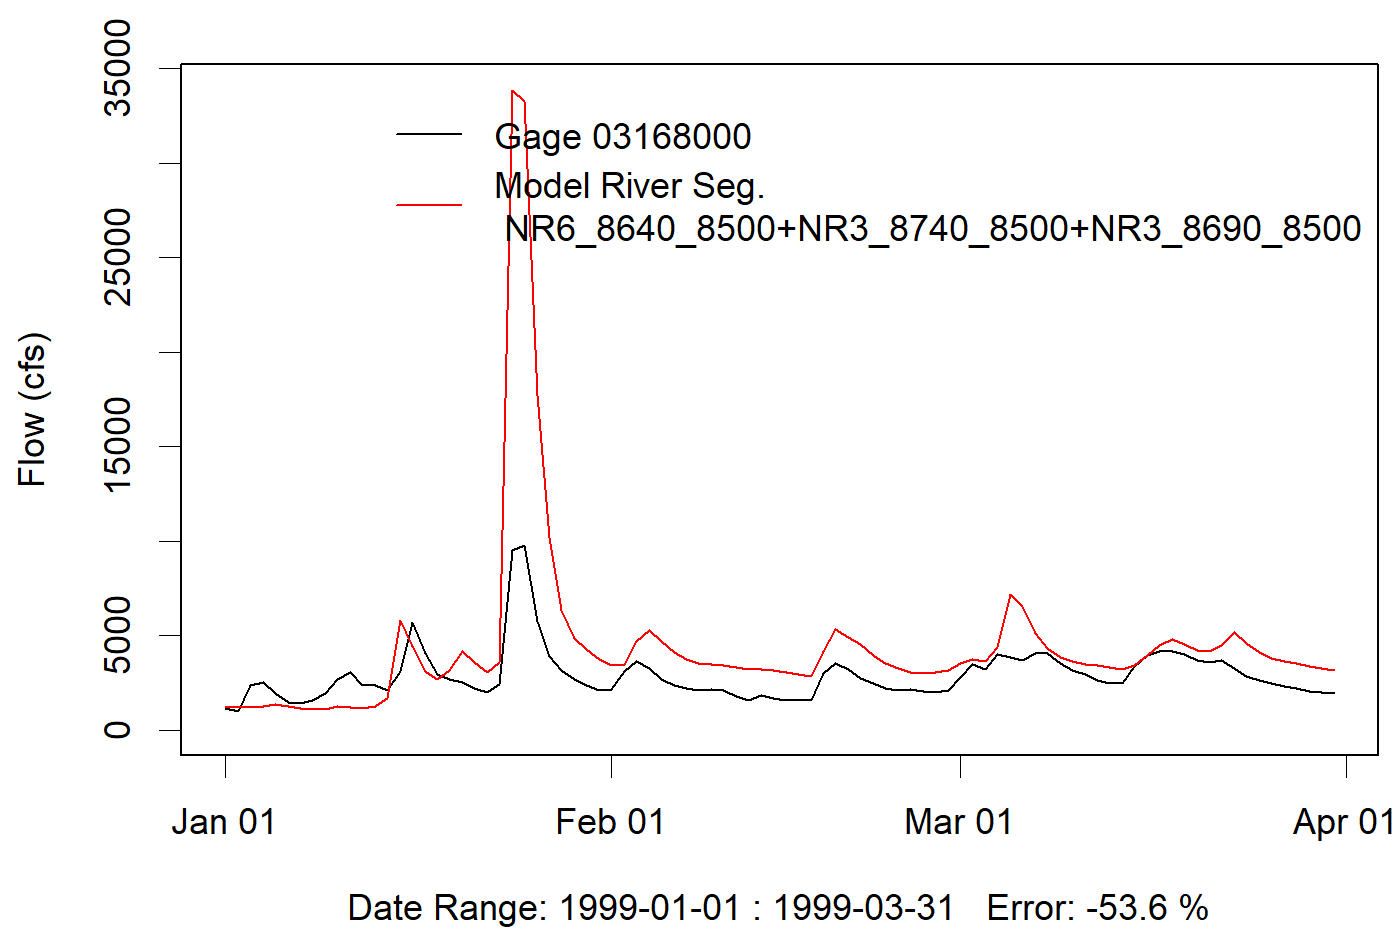 35000
25000
15000
5000
0
Flow (cfs)
Gage 03168000
Model River Seg.
NR6_8640_8500+NR3_8740_8500+NR3_8690_8500
Jan 01
Feb 01
Mar 01
Apr 01
Date Range: 1999-01-01 : 1999-03-31 Error: -53.6 %